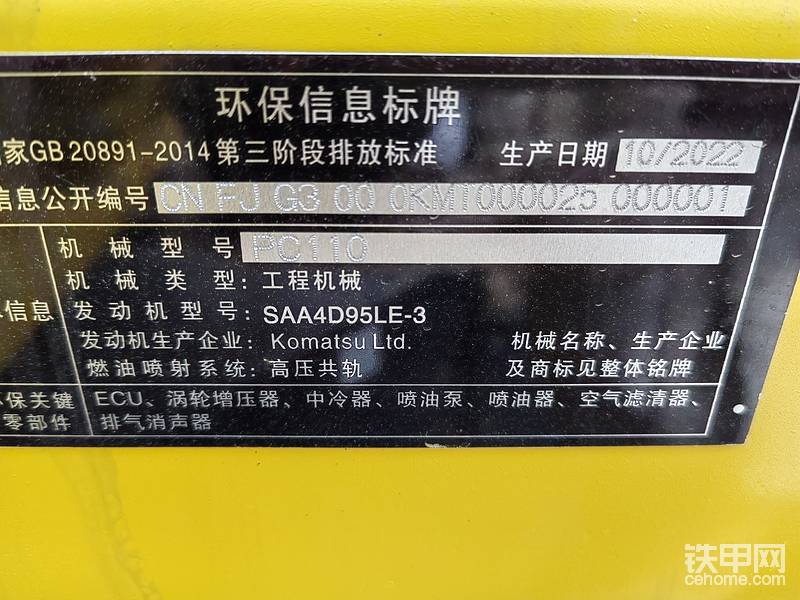 环保信息标牌
家GB 20891-2014第三阶段排放标准 生产日期 10/2022
信息公开编号 CN FJ G3 00 0KM1000025 000001
机械型号 PC110
机械类型：工程机械
信息 发动机型号：SAA4D95LE-3
发动机生产企业：Komatsu Ltd. 机械名称、生产企业
燃油喷射系统：高压共轨 及商标见整体铭牌
保关键 ECU、涡轮增压器、中冷器、喷油泵、喷油器、空气滤清器、
零部件 排气消声器
铁甲网
cehome.com